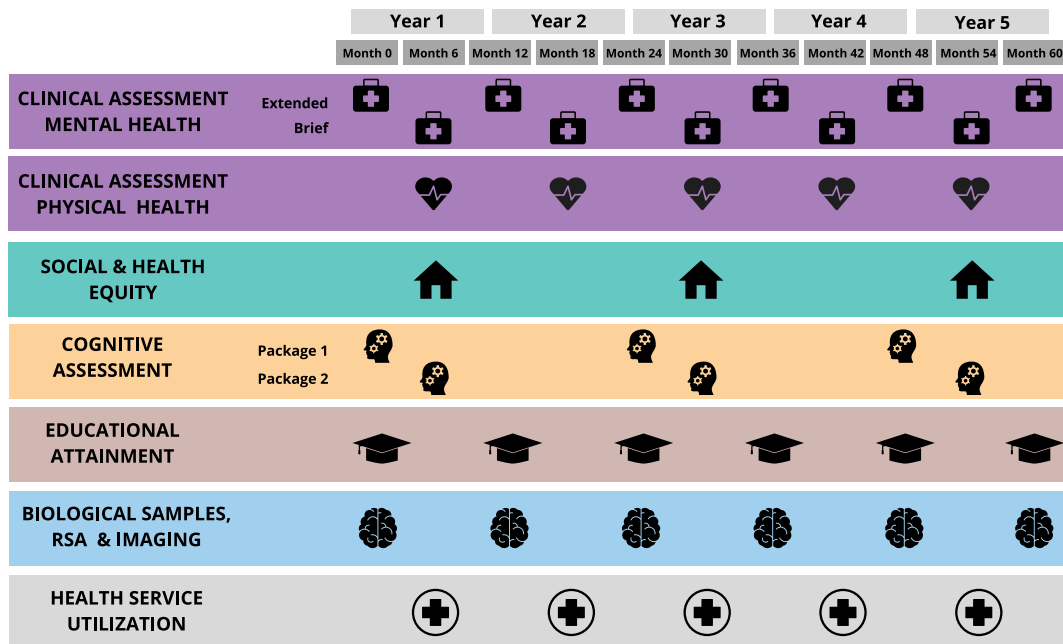 Year 1 Year 2 Year 3 Year 4 Year 5
Month 0 Month 6 Month 12 Month 18 Month 24 Month 30 Month 36 Month 42 Month 48 Month 54 Month 60
CLINICAL ASSESSMENT
MENTAL HEALTH
Extended
Brief
CLINICAL ASSESSMENT
PHYSICAL HEALTH
SOCIAL & HEALTH
EQUITY
COGNITIVE
ASSESSMENT
Package 1
Package 2
EDUCATIONAL
ATTAINMENT
BIOLOGICAL SAMPLES,
RSA & IMAGING
HEALTH SERVICE
UTILIZATION